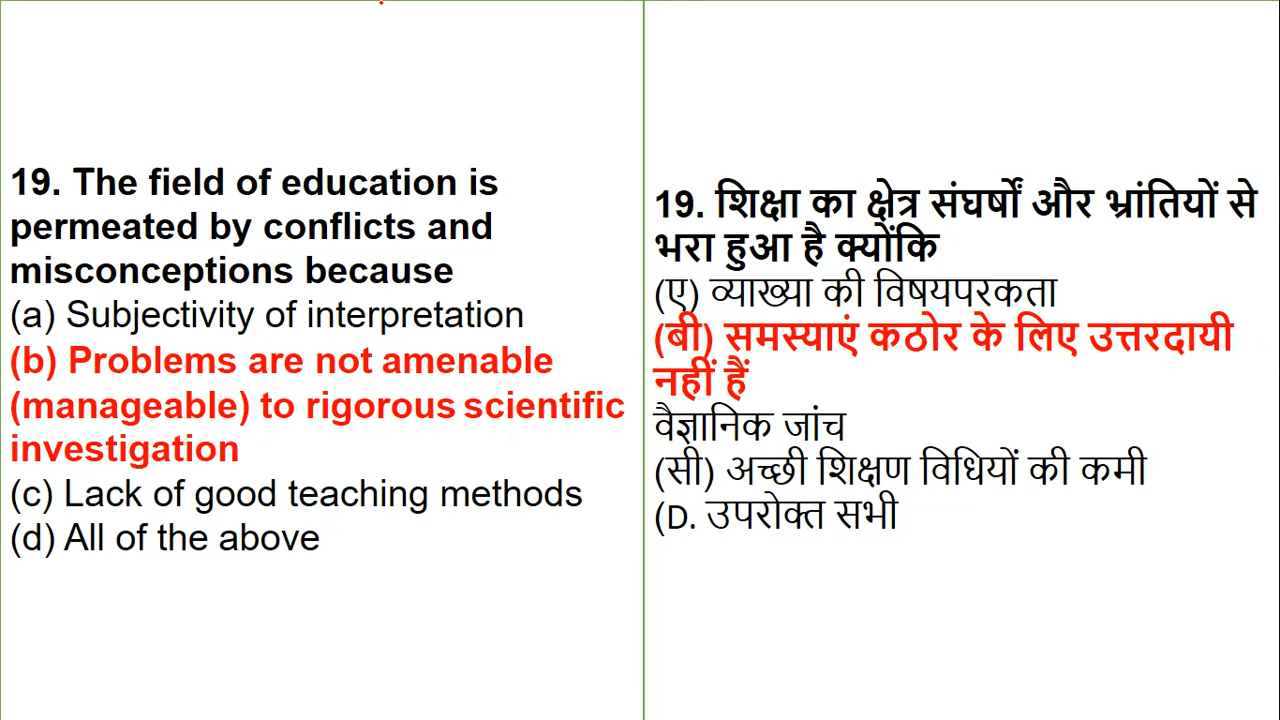 19. The field of education is
permeated by conflicts and
misconceptions because
(a) Subjectivity of interpretation
(b) Problems are not amenable
(manageable) to rigorous scientific
investigation
(c) Lack of good teaching methods
(d) All of the above
19. शिक्षा का क्षेत्र संघर्षों और भ्रांतियों से
भरा हुआ है क्योंकि
(ए) व्याख्या की विषयपरकता
(बी) समस्याएं कठोर के लिए उत्तरदायी
नहीं हैं
वैज्ञानिक जांच
(सी) अच्छी शिक्षण विधियों की कमी
(D. उपरोक्त सभी